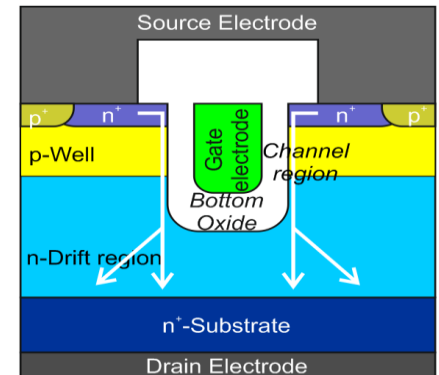 Source Electrode
p⁺ n⁺ n⁺ p⁺
p-Well
Gate
electrode
Channel
region
Bottom
Oxide
n-Drift region
n⁺-Substrate
Drain Electrode